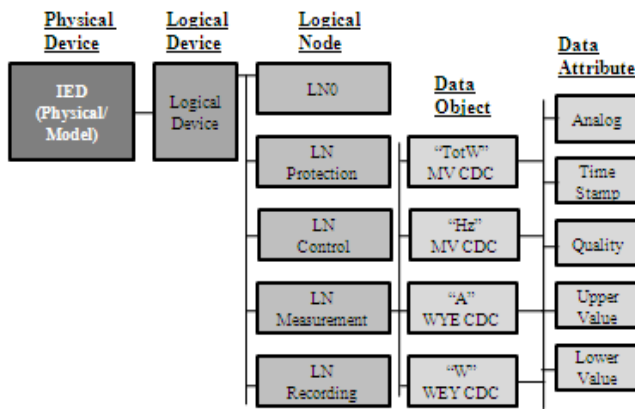 Physical
Device
Logical
Device
Logical
Node
Data
Object
Data
Attribute
IED
(Physical/
Model)
Logical
Device
LN0
LN
Protection
LN
Control
LN
Measurement
LN
Recording
“TotW”
MV CDC
“Hz”
MV CDC
“A”
WYE CDC
“W”
WEY CDC
Analog
Time
Stamp
Quality
Upper
Value
Lower
Value